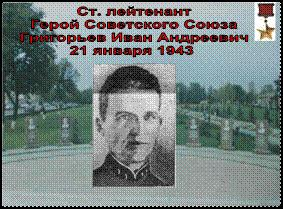 Ст. лейтенант
Герой Советского Союза
Григорьев Иван Андреевич
21 января 1943